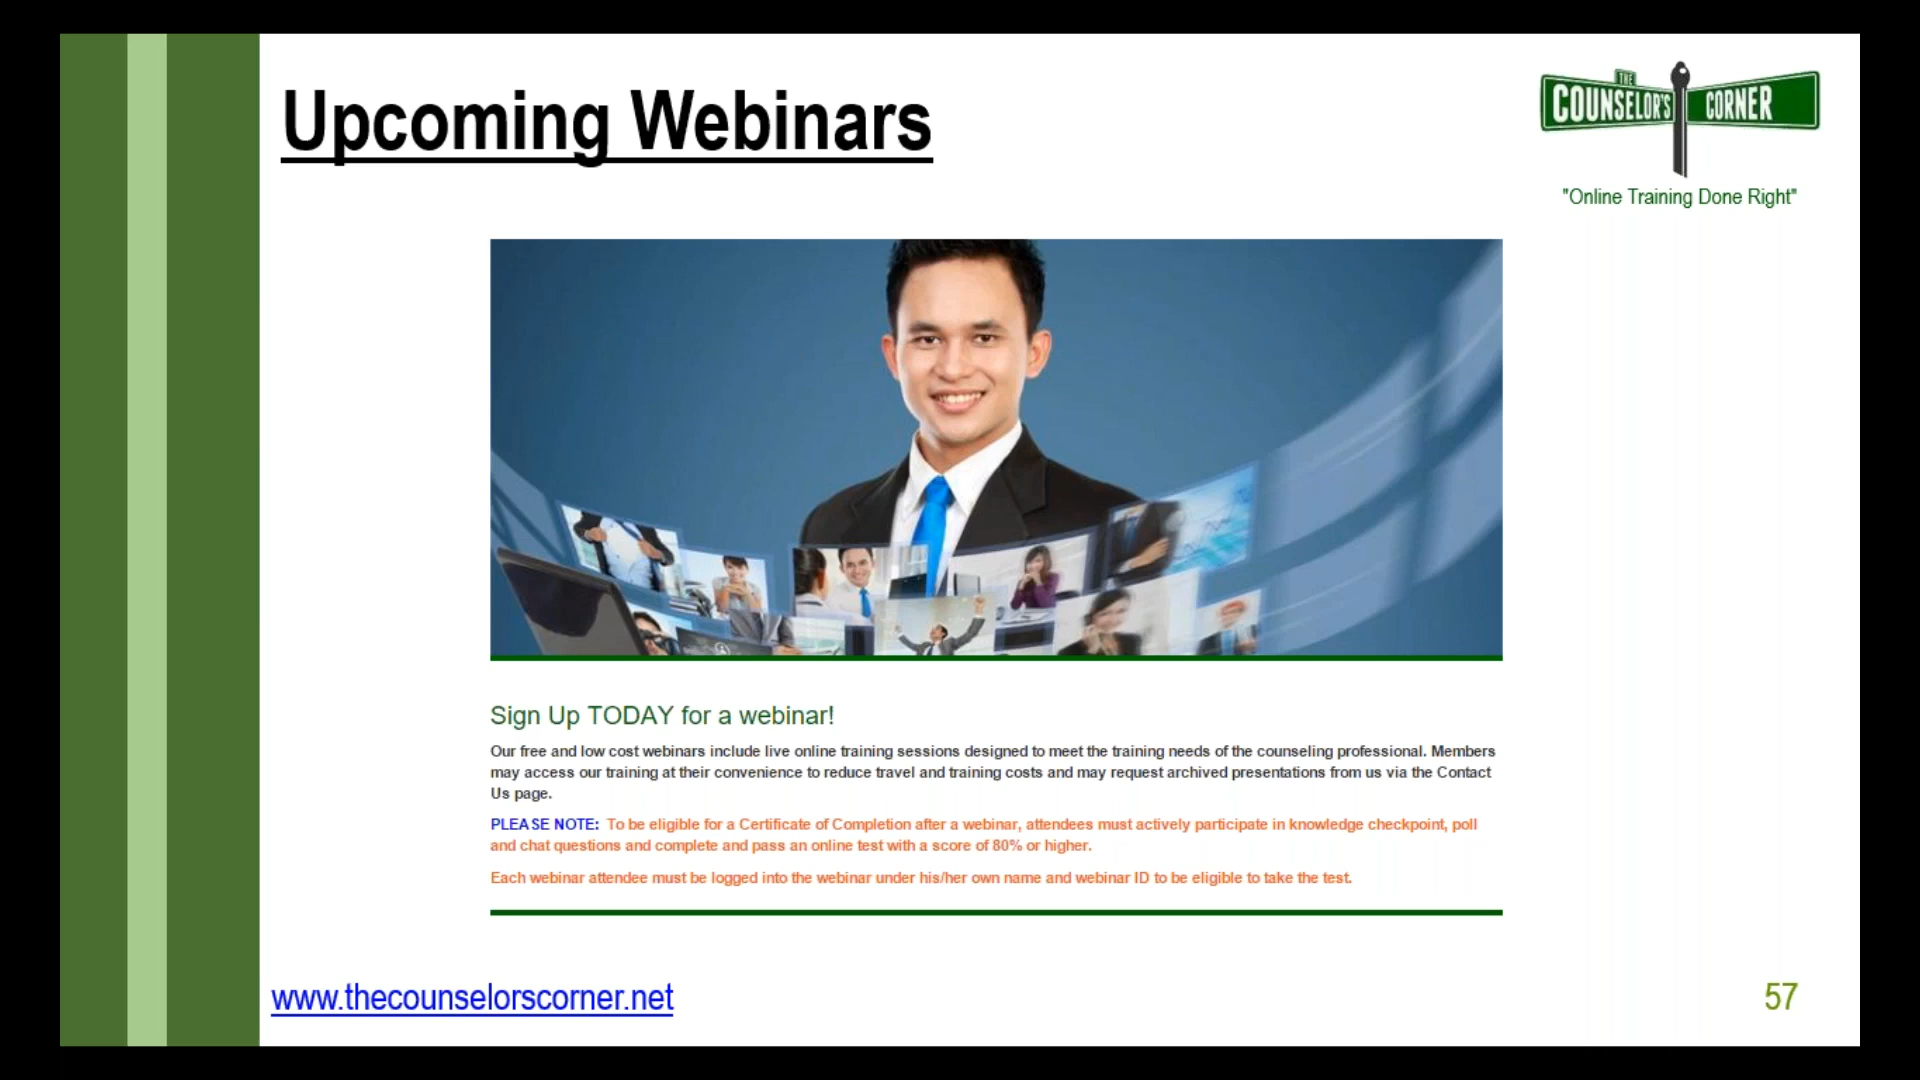 Upcoming Webinars
THE
COUNSELOR'S CORNER
"Online Training Done Right"
Sign Up TODAY for a webinar!
Our free and low cost webinars include live online training sessions designed to meet the training needs of the counseling professional. Members
may access our training at their convenience to reduce travel and training costs and may request archived presentations from us via the Contact
Us page.
PLEASE NOTE: To be eligible for a Certificate of Completion after a webinar, attendees must actively participate in knowledge checkpoint, poll
and chat questions and complete and pass an online test with a score of 80% or higher.
Each webinar attendee must be logged into the webinar under his/her own name and webinar ID to be eligible to take the test.
www.thecounselorscorner.net
57